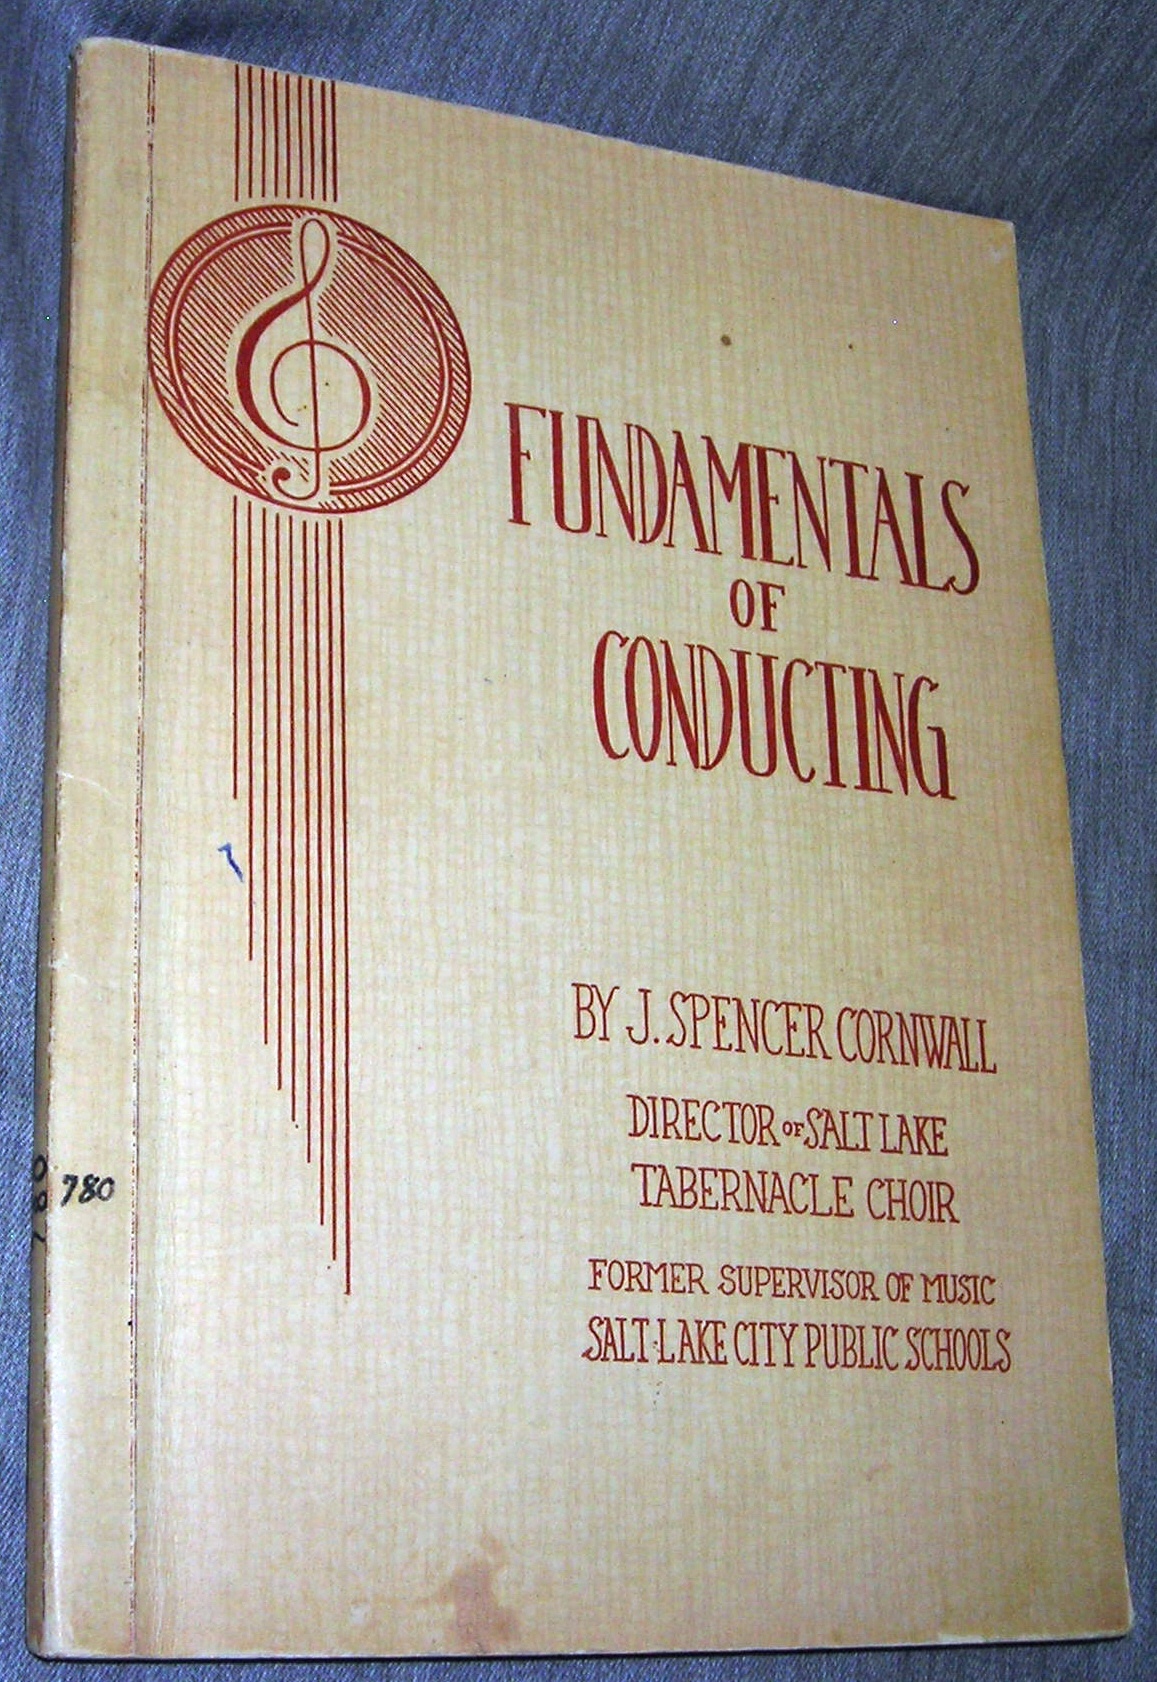 FUNDAMENTALS
OF
CONDUCTING
BY J. SPENCER CORNWALL
DIRECTOR OF SALT LAKE
TABERNACLE CHOIR
FORMER SUPERVISOR OF MUSIC
SALT LAKE CITY PUBLIC SCHOOLS
780